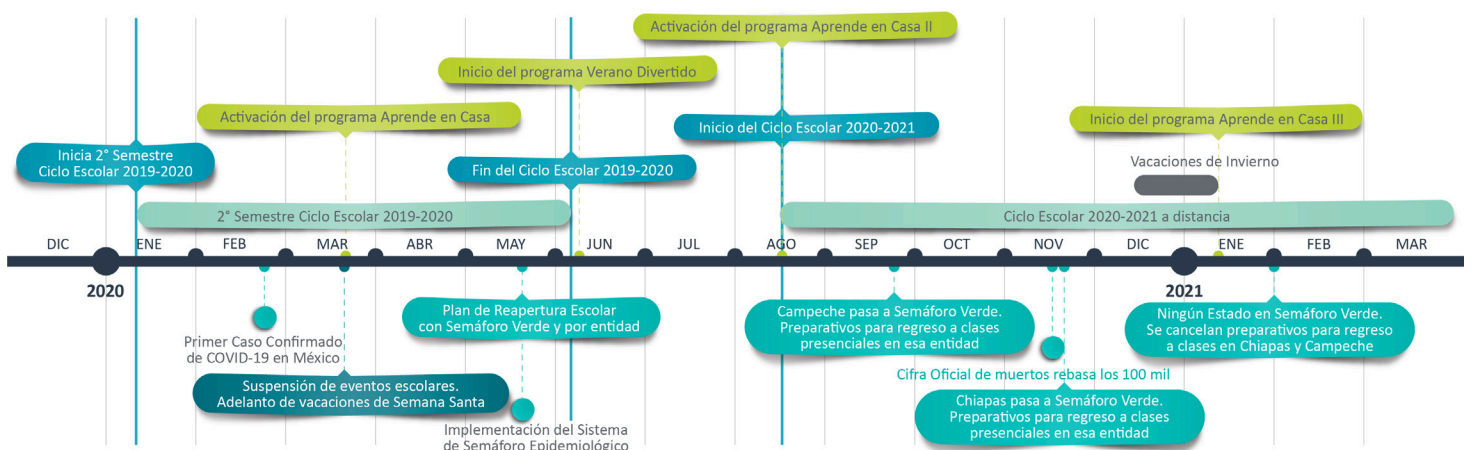 Activación del programa Aprende en Casa II
Inicio del programa Verano Divertido
Activación del programa Aprende en Casa
Inicio del Ciclo Escolar 2020-2021
Inicio del programa Aprende en Casa III
Inicia 2° Semestre
Ciclo Escolar 2019-2020
Fin del Ciclo Escolar 2019-2020
Vacaciones de Invierno
2° Semestre Ciclo Escolar 2019-2020
Ciclo Escolar 2020-2021 a distancia
DIC ENE FEB MAR ABR MAY JUN JUL AGO SEP OCT NOV DIC ENE FEB MAR
2020
2021
Primer Caso Confirmado
de COVID-19 en México
Suspensión de eventos escolares.
Adelanto de vacaciones de Semana Santa
Plan de Reapertura Escolar
con Semáforo Verde y por entidad
Implementación del Sistema
de Semáforo Epidemiológico
Campeche pasa a Semáforo Verde.
Preparativos para regreso a clases
presenciales en esa entidad
Cifra Oficial de muertos rebasa los 100 mil
Chiapas pasa a Semáforo Verde.
Preparativos para regreso a clases
presenciales en esa entidad
Ningún Estado en Semáforo Verde.
Se cancelan preparativos para regreso
a clases en Chiapas y Campeche